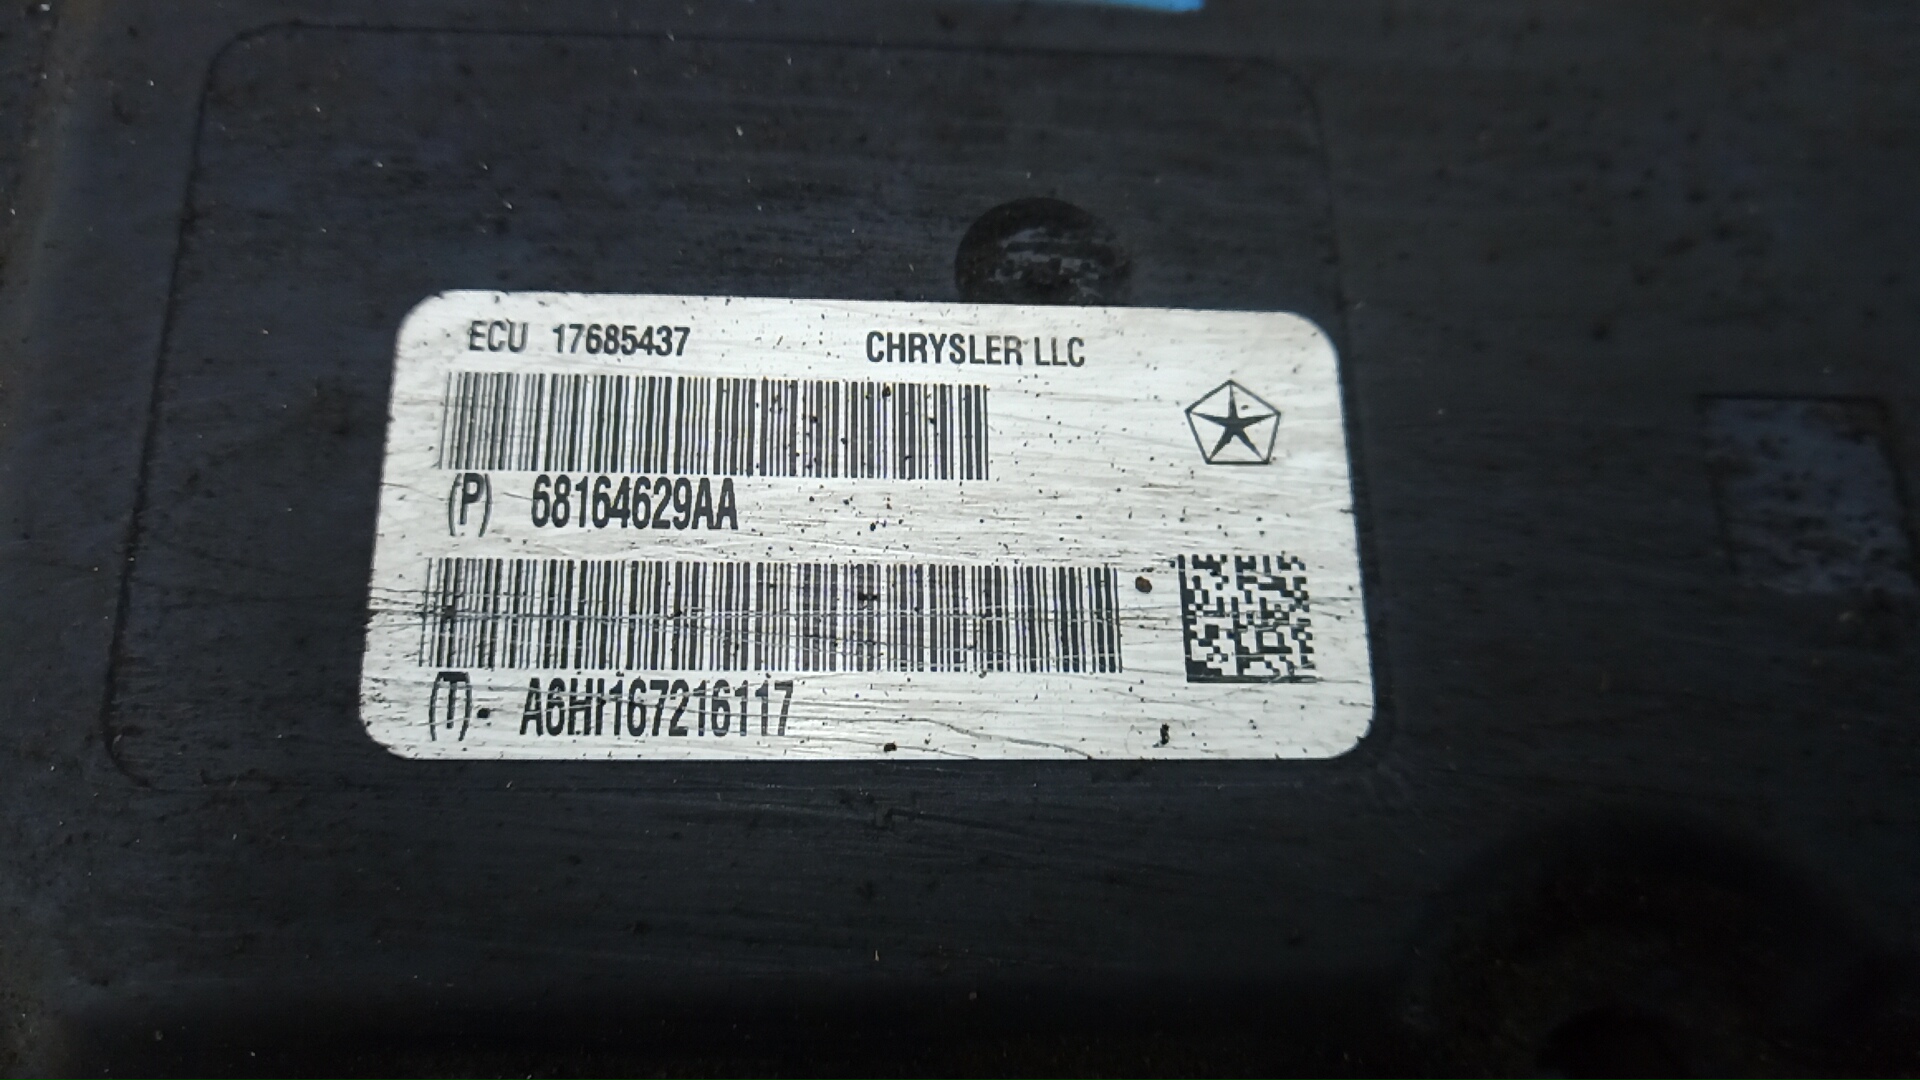 ECU 17685437 CHRYSLER LLC
(P) 68164629AA
(T) A6HI167216117